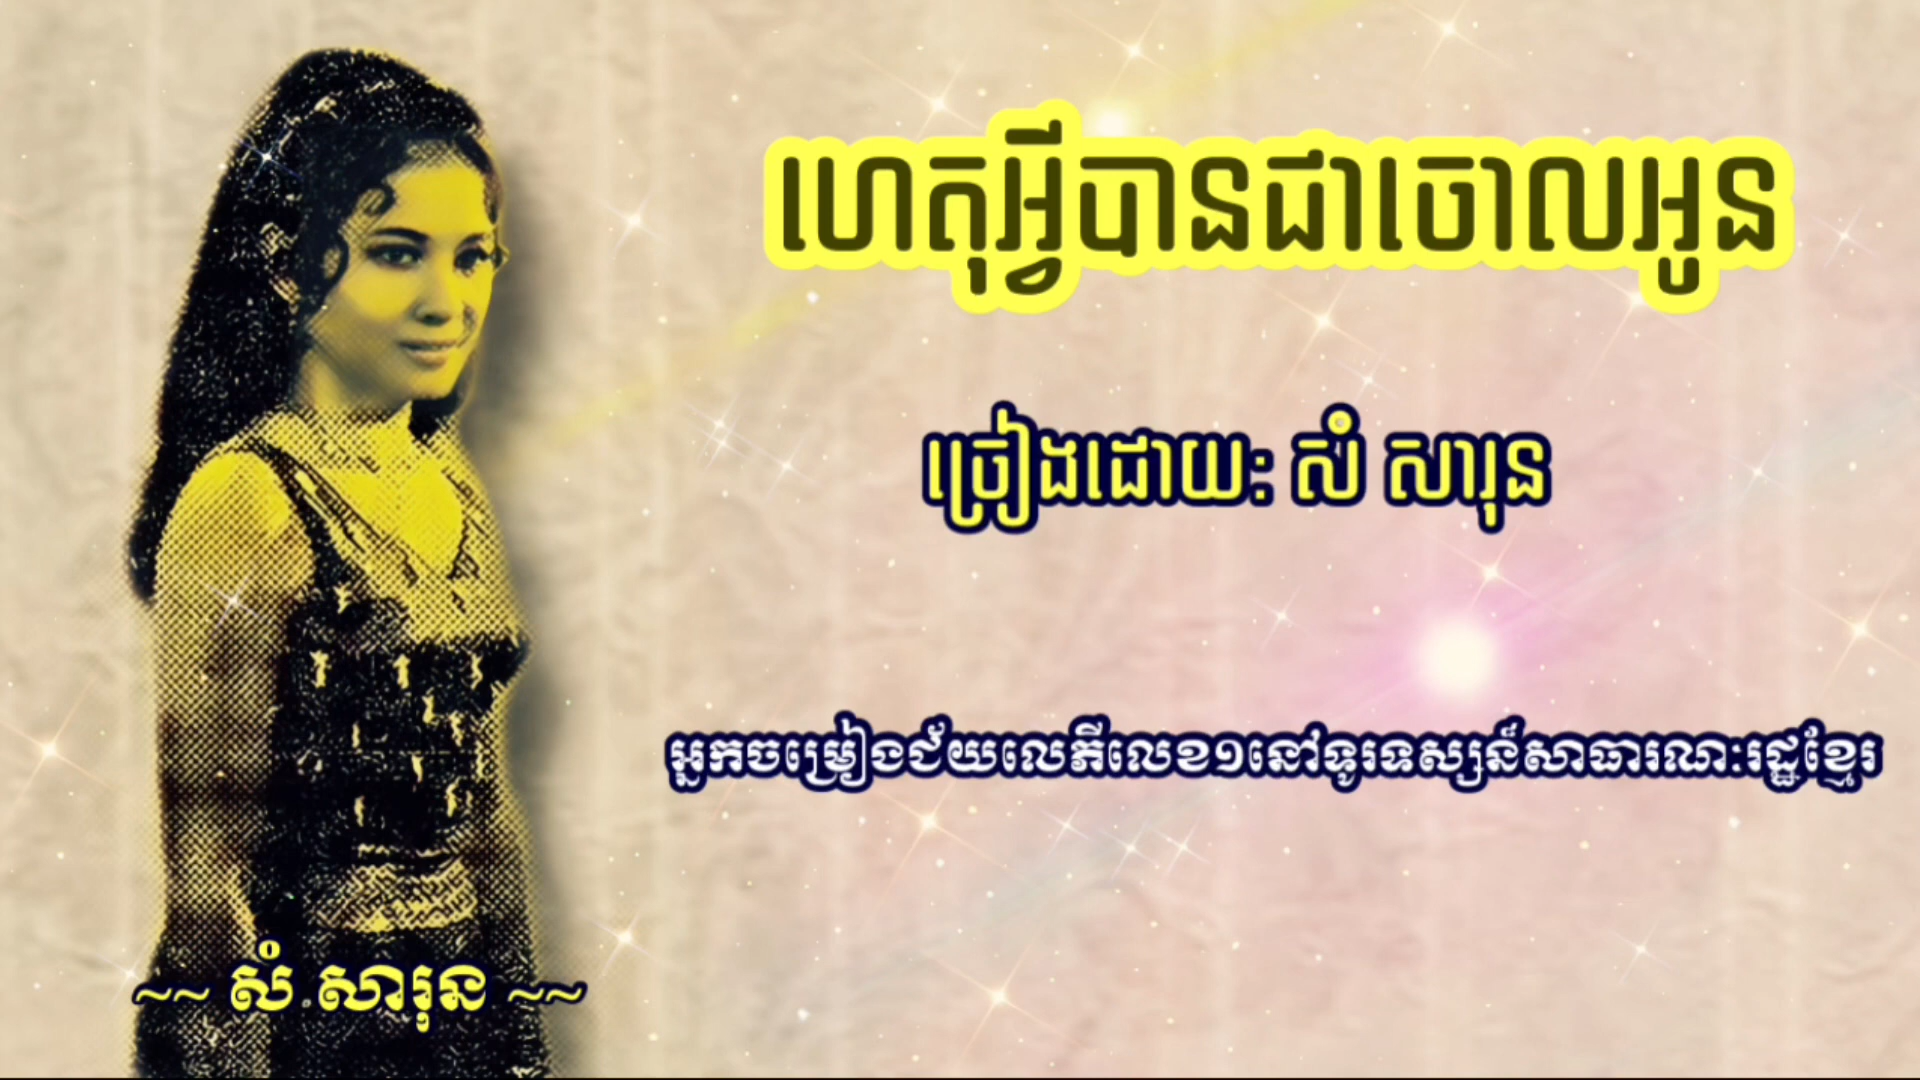 ហេតុអ្វីបានជាចោលអូន
ច្រៀងដោយៈ សំ សារុន
អ្នកចម្រៀងជ័យលេភីលេខ១នៅទូរទស្សន៍សាធារណៈរដ្ឋខ្មែរ
~~ សំ សារុន ~~